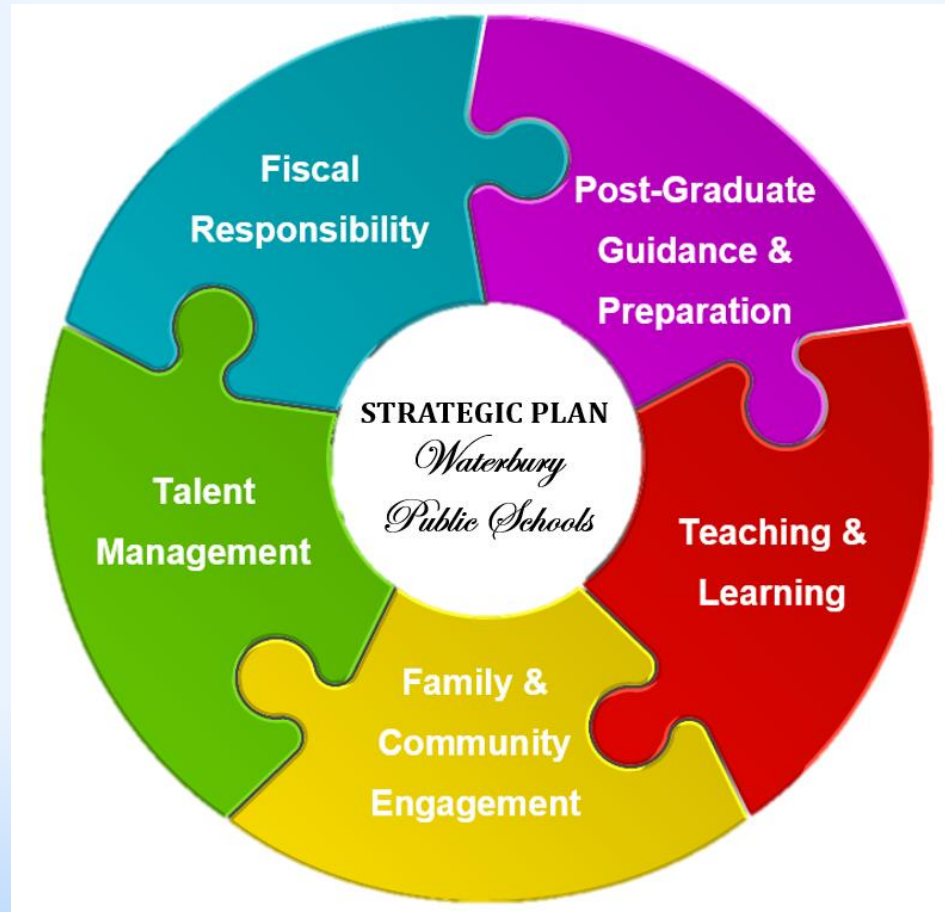 Fiscal
Responsibility
Post-Graduate
Guidance &
Preparation
STRATEGIC PLAN
Waterbury
Public Schools
Talent
Management
Teaching &
Learning
Family &
Community
Engagement